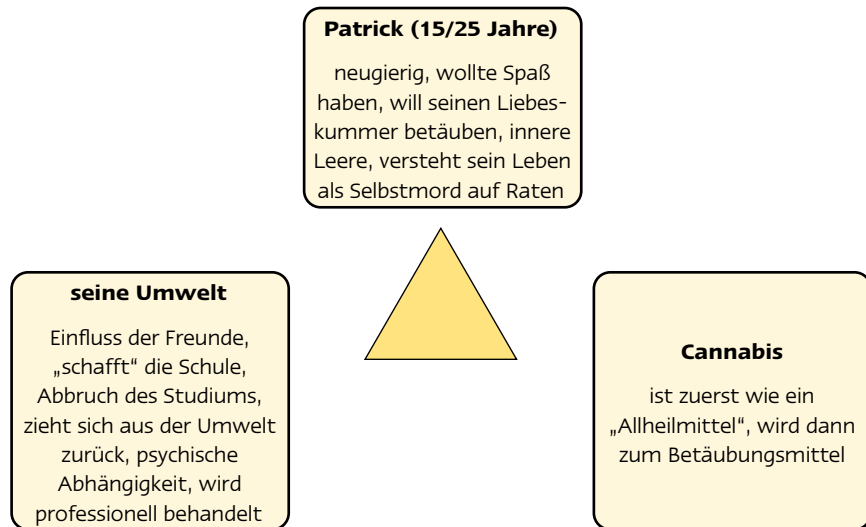 Patrick (15/25 Jahre)
neugierig, wollte Spaß
haben, will seinen Liebes-
kummer betäuben, innere
Leere, versteht sein Leben
als Selbstmord auf Raten
seine Umwelt
Einfluss der Freunde,
„schafft“ die Schule,
Abbruch des Studiums,
zieht sich aus der Umwelt
zurück, psychische
Abhängigkeit, wird
professionell behandelt
Cannabis
ist zuerst wie ein
„Allheilmittel“, wird dann
zum Betäubungsmittel